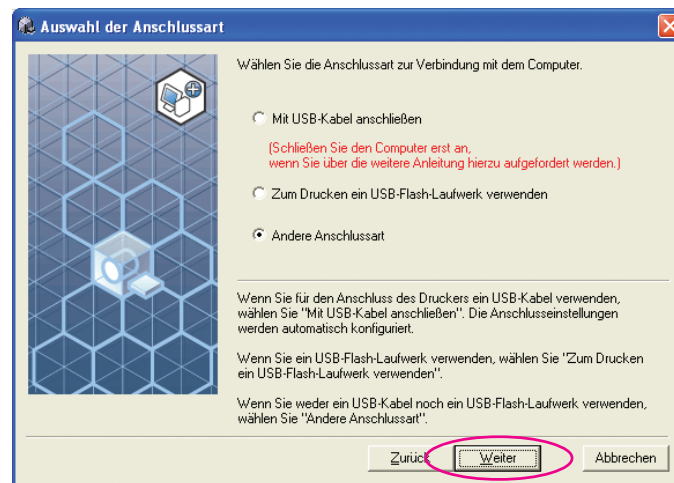 Auswahl der Anschlussart
Wählen Sie die Anschlussart zur Verbindung mit dem Computer.
Mit USB-Kabel anschließen
(Schließen Sie den Computer erst an,
wenn Sie über die weitere Anleitung hierzu aufgefordert werden.)
Zum Drucken ein USB-Flash-Laufwerk verwenden
Andere Anschlussart
Wenn Sie für den Anschluss des Druckers ein USB-Kabel verwenden,
wählen Sie "Mit USB-Kabel anschließen". Die Anschlusseinstellungen
werden automatisch konfiguriert.
Wenn Sie ein USB-Flash-Laufwerk verwenden, wählen Sie "Zum Drucken
ein USB-Flash-Laufwerk verwenden".
Wenn Sie weder ein USB-Kabel noch ein USB-Flash-Laufwerk verwenden,
wählen Sie "Andere Anschlussart".
Zurück Weiter Abbrechen